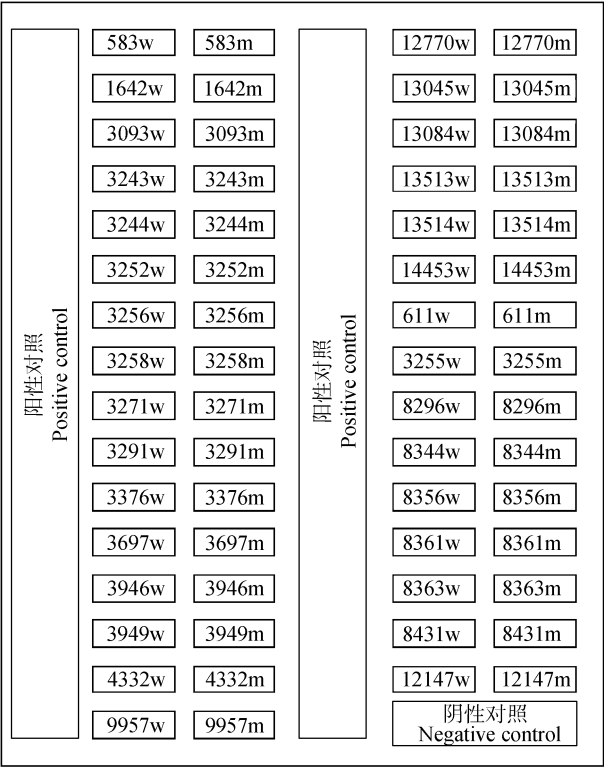 阳性对照
Positive control
583w 583m
1642w 1642m
3093w 3093m
3243w 3243m
3244w 3244m
3252w 3252m
3256w 3256m
3258w 3258m
3271w 3271m
3291w 3291m
3376w 3376m
3697w 3697m
3946w 3946m
3949w 3949m
4332w 4332m
9957w 9957m
阳性对照
Positive control
12770w 12770m
13045w 13045m
13084w 13084m
13513w 13513m
13514w 13514m
14453w 14453m
611w 611m
3255w 3255m
8296w 8296m
8344w 8344m
8356w 8356m
8361w 8361m
8363w 8363m
8431w 8431m
12147w 12147m
阴性对照
Negative control